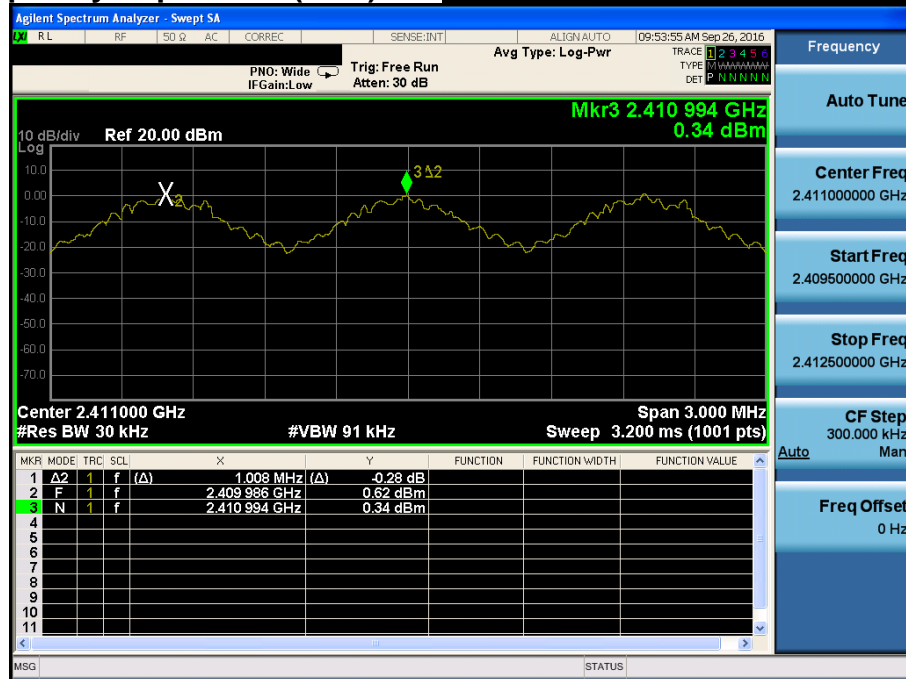 Agilent Spectrum Analyzer - Swept SA
LXI RL RF 50 Ω AC CORREC SENSE:INT ALIGN AUTO 09:53:55 AM Sep 26, 2016
Avg Type: Log-Pwr TRACE 1 2 3 4 5 6
PNO: Wide Trig: Free Run TYPE M WWWWW
IFGain:Low Atten: 30 dB DET P N N N N N
Mkr3 2.410 994 GHz
0.34 dBm
10 dB/div Ref 20.00 dBm
Log
10.0
0.00
-10.0
-20.0
-30.0
-40.0
-50.0
-60.0
-70.0
X2
3Δ2
Center 2.411000 GHz Span 3.000 MHz
#Res BW 30 kHz #VBW 91 kHz Sweep 3.200 ms (1001 pts)
MKR MODE TRC SCL X Y FUNCTION FUNCTION WIDTH FUNCTION VALUE
1 Δ2 1 f (Δ) 1.008 MHz (Δ) -0.28 dB
2 F 1 f 2.409 986 GHz 0.62 dBm
3 N 1 f 2.410 994 GHz 0.34 dBm
4
5
6
7
8
9
10
11
MSG STATUS
Frequency
Auto Tune
Center Freq
2.411000000 GHz
Start Freq
2.409500000 GHz
Stop Freq
2.412500000 GHz
CF Step
300.000 kHz
Auto Man
Freq Offset
0 Hz